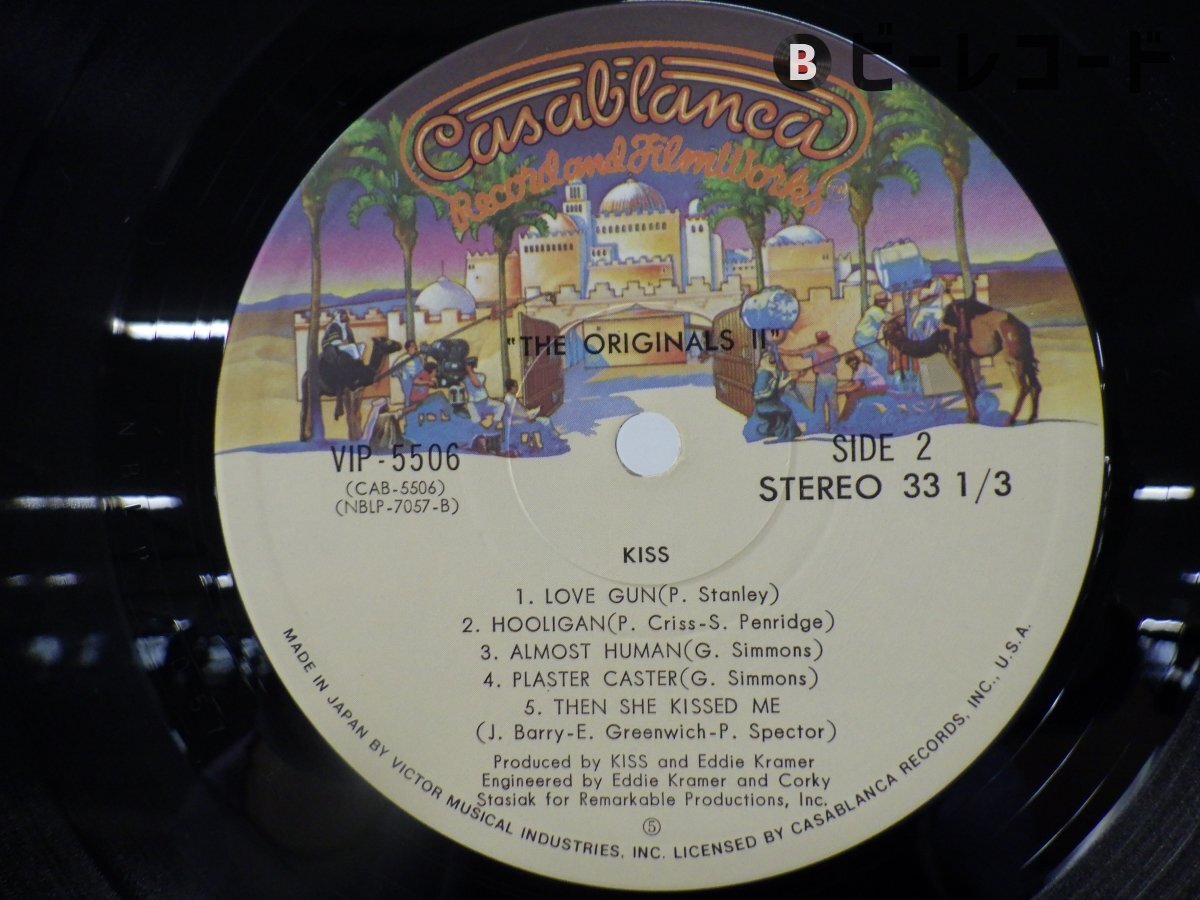 B ビーレコード
Casablanca
Record and FilmWorks
"THE ORIGINALS II"
VIP-5506
(CAB-5506)
(NBLP-7057-B)
SIDE 2
STEREO 33 1/3
KISS
1. LOVE GUN(P. Stanley)
2. HOOLIGAN(P. Criss-S. Penridge)
3. ALMOST HUMAN(G. Simmons)
4. PLASTER CASTER(G. Simmons)
5. THEN SHE KISSED ME
(J. Barry-E. Greenwich-P. Spector)
Produced by KISS and Eddie Kramer
Engineered by Eddie Kramer and Corky
Stasiak for Remarkable Productions, Inc.
⑤
MADE IN JAPAN BY VICTOR MUSICAL INDUSTRIES, INC. LICENSED BY CASABLANCA RECORDS, INC., U.S.A.